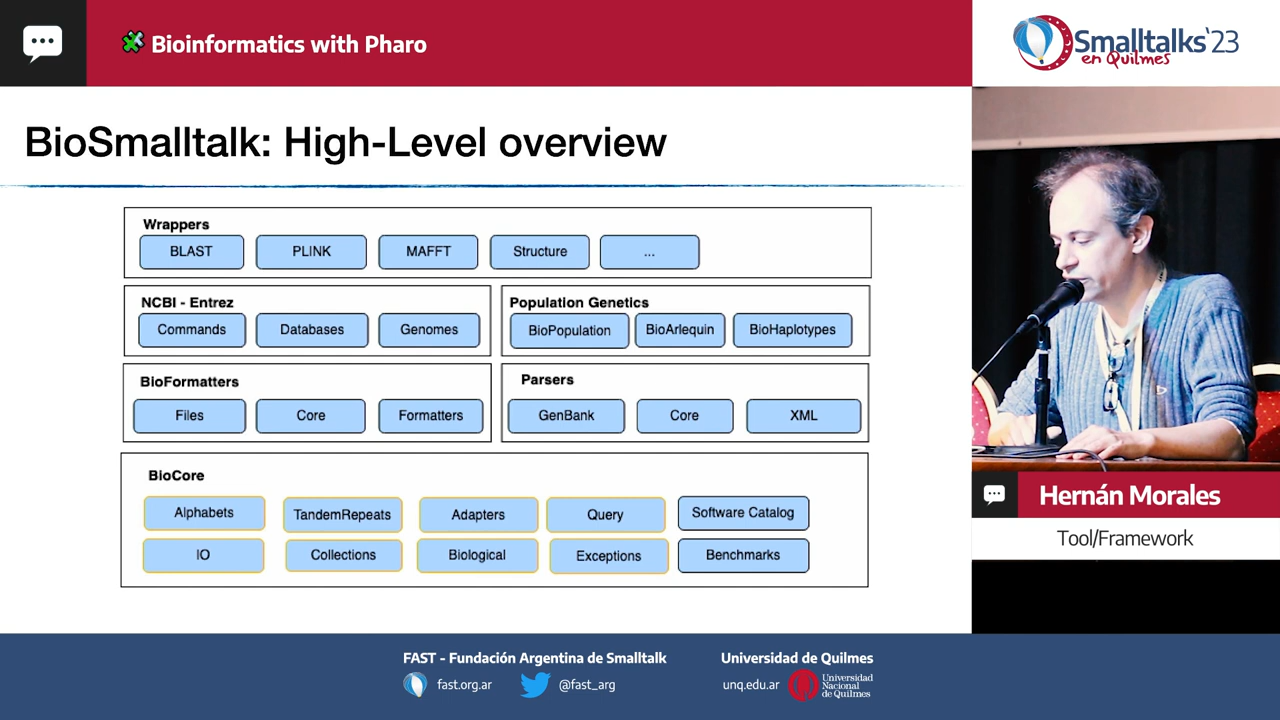 Bioinformatics with Pharo
Smalltalks'23
en Quilmes
BioSmalltalk: High-Level overview
Wrappers
BLAST
PLINK
MAFFT
Structure
...
NCBI - Entrez
Commands
Databases
Genomes
Population Genetics
BioPopulation
BioArlequin
BioHaplotypes
BioFormatters
Files
Core
Formatters
Parsers
GenBank
Core
XML
BioCore
Alphabets
TandemRepeats
Adapters
Query
Software Catalog
IO
Collections
Biological
Exceptions
Benchmarks
Hernán Morales
Tool/Framework
FAST - Fundación Argentina de Smalltalk
fast.org.ar
@fast_arg
Universidad de Quilmes
unq.edu.ar
Universidad
Nacional
de Quilmes